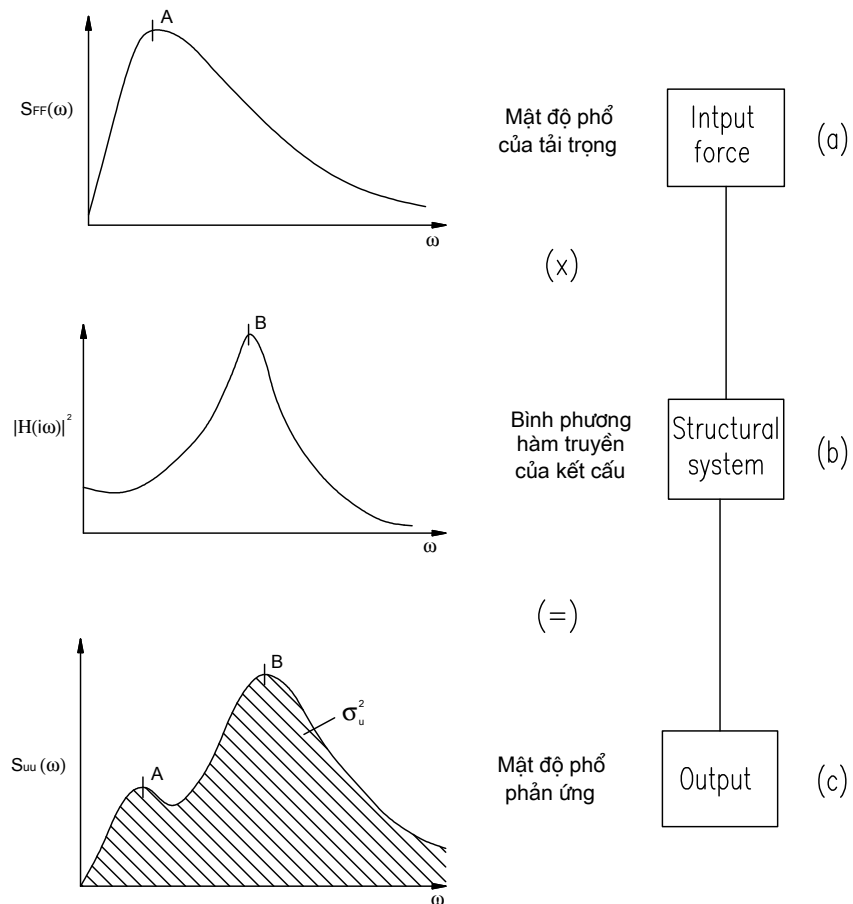 A
SFF(ω)
ω
Mật độ phổ
của tải trọng
Intput
force
(a)
(x)
B
|H(iω)|²
ω
Bình phương
hàm truyền
của kết cấu
Structural
system
(b)
(=)
B
σu²
A
Suu(ω)
ω
Mật độ phổ
phản ứng
Output
(c)